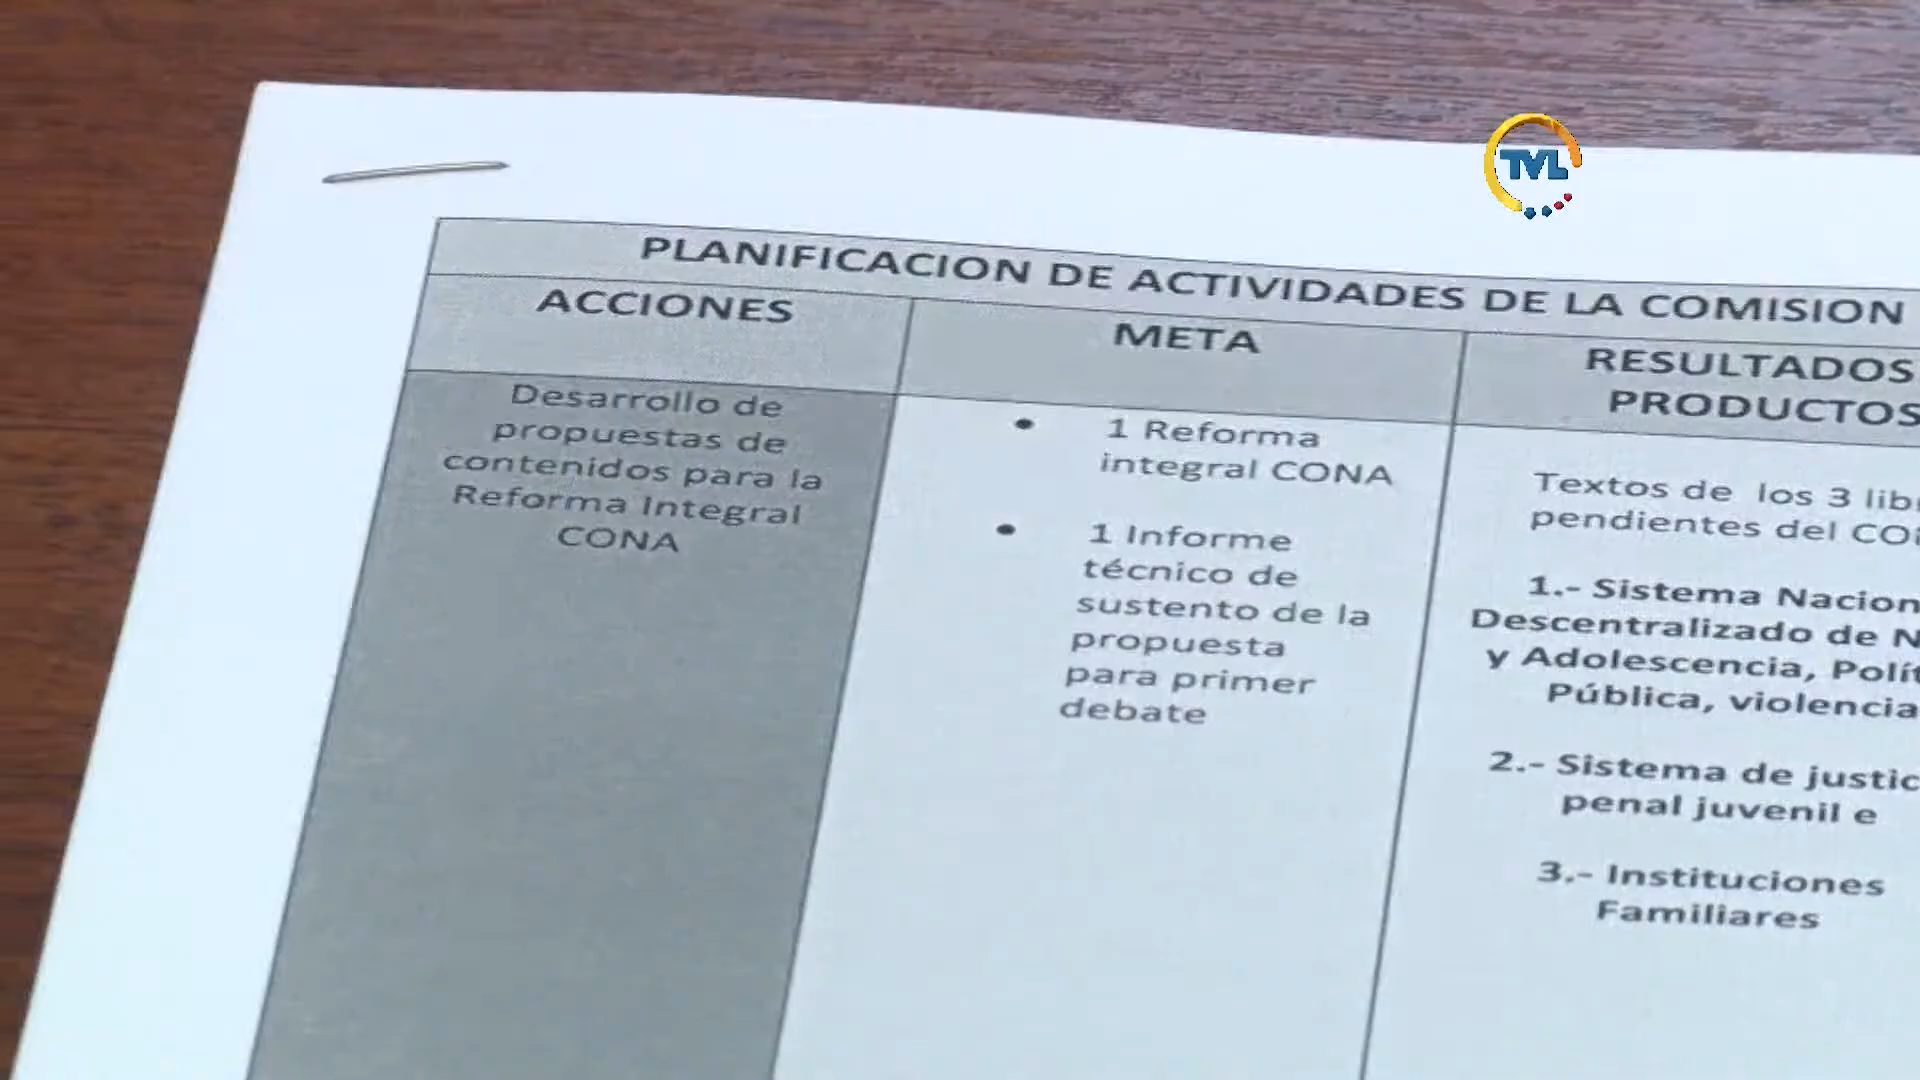 TVL
PLANIFICACION DE ACTIVIDADES DE LA COMISION
ACCIONES
META
RESULTADOS
PRODUCTOS
Desarrollo de
propuestas de
contenidos para la
Reforma Integral
CONA
• 1 Reforma
integral CONA
• 1 Informe
técnico de
sustento de la
propuesta
para primer
debate
Textos de los 3
pendientes del
1.- Sistema
Descentralizado de
y Adolescencia,
Pública, violencia
2.- Sistema de
penal juvenil e
3.- Instituciones
Familiares